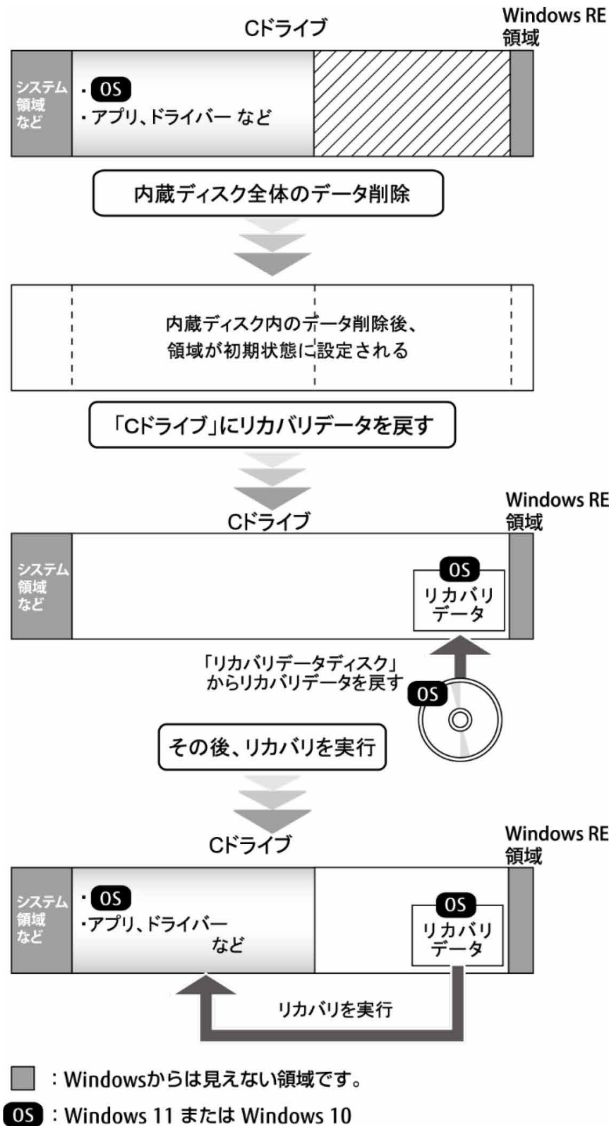 Windows RE
Cドライブ
領域
システム
領域
など
・OS
・アプリ、ドライバー など
内蔵ディスク全体のデータ削除
内蔵ディスク内のデータ削除後、
領域が初期状態に設定される
「Cドライブ」にリカバリデータを戻す
Windows RE
Cドライブ
領域
システム
領域
など
OS
リカバリ
データ
「リカバリデータディスク」
からリカバリデータを戻す
OS
その後、リカバリを実行
Windows RE
Cドライブ
領域
システム
領域
など
・OS
・アプリ、ドライバー
など
OS
リカバリ
データ
リカバリを実行
：Windowsからは見えない領域です。
OS：Windows 11 または Windows 10